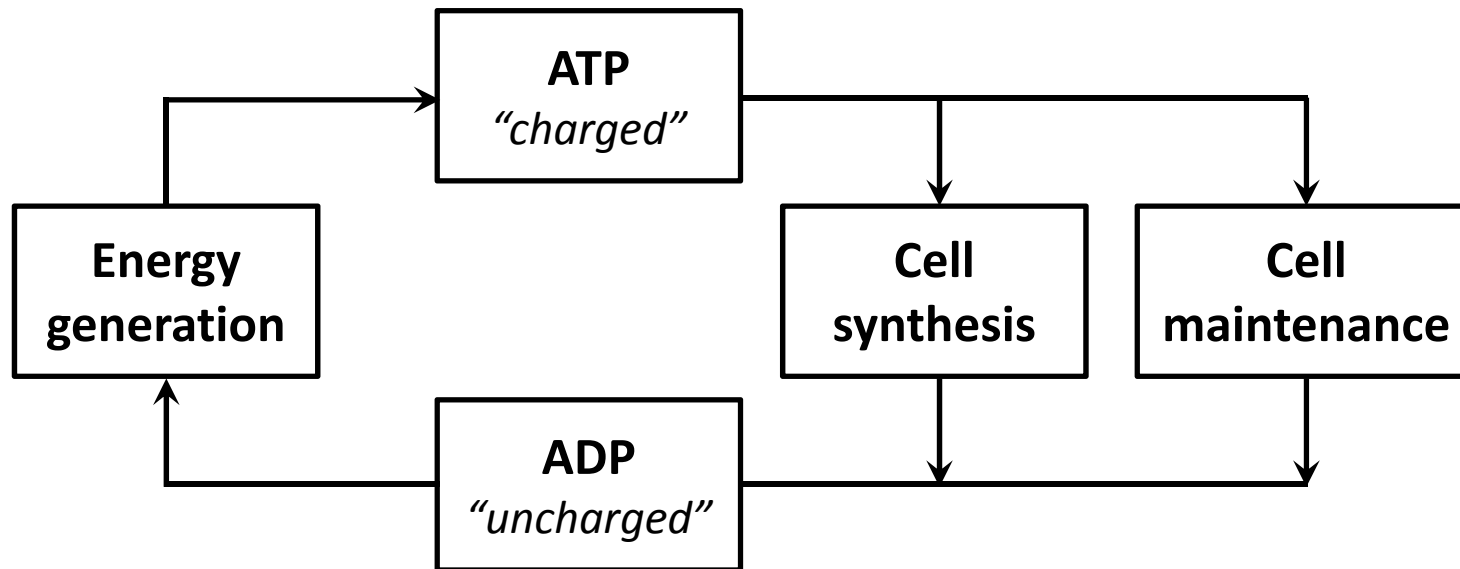 ATP
“charged”
Energy
generation
Cell
synthesis
Cell
maintenance
ADP
“uncharged”